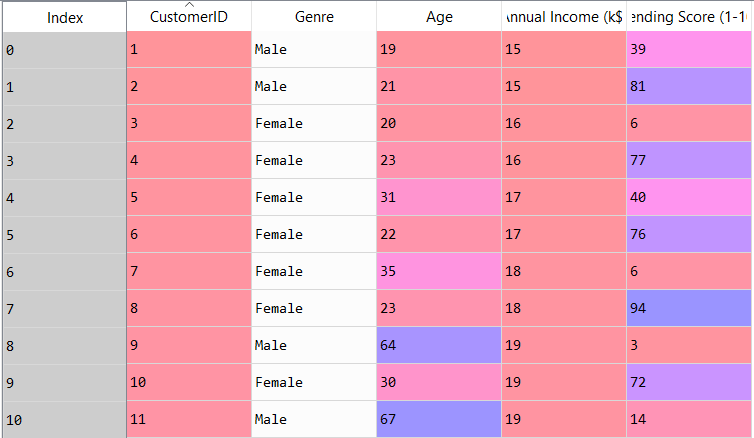 Index CustomerID Genre Age Annual Income (k$ ending Score (1-10
0 1 Male 19 15 39
1 2 Male 21 15 81
2 3 Female 20 16 6
3 4 Female 23 16 77
4 5 Female 31 17 40
5 6 Female 22 17 76
6 7 Female 35 18 6
7 8 Female 23 18 94
8 9 Male 64 19 3
9 10 Female 30 19 72
10 11 Male 67 19 14